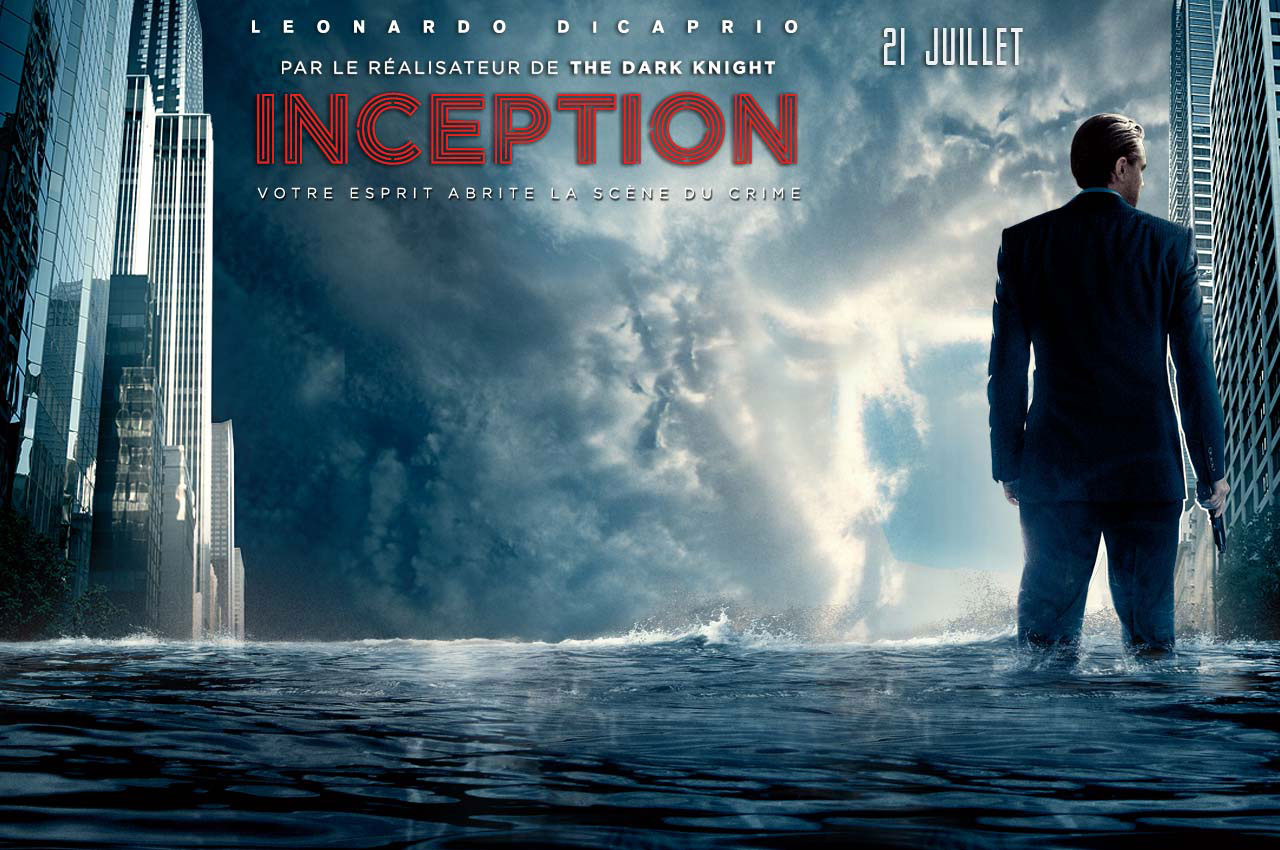 LEONARDO DiCAPRIO
21 JUILLET
PAR LE RÉALISATEUR DE THE DARK KNIGHT
INCEPTION
VOTRE ESPRIT ABRITE LA SCÈNE DU CRIME